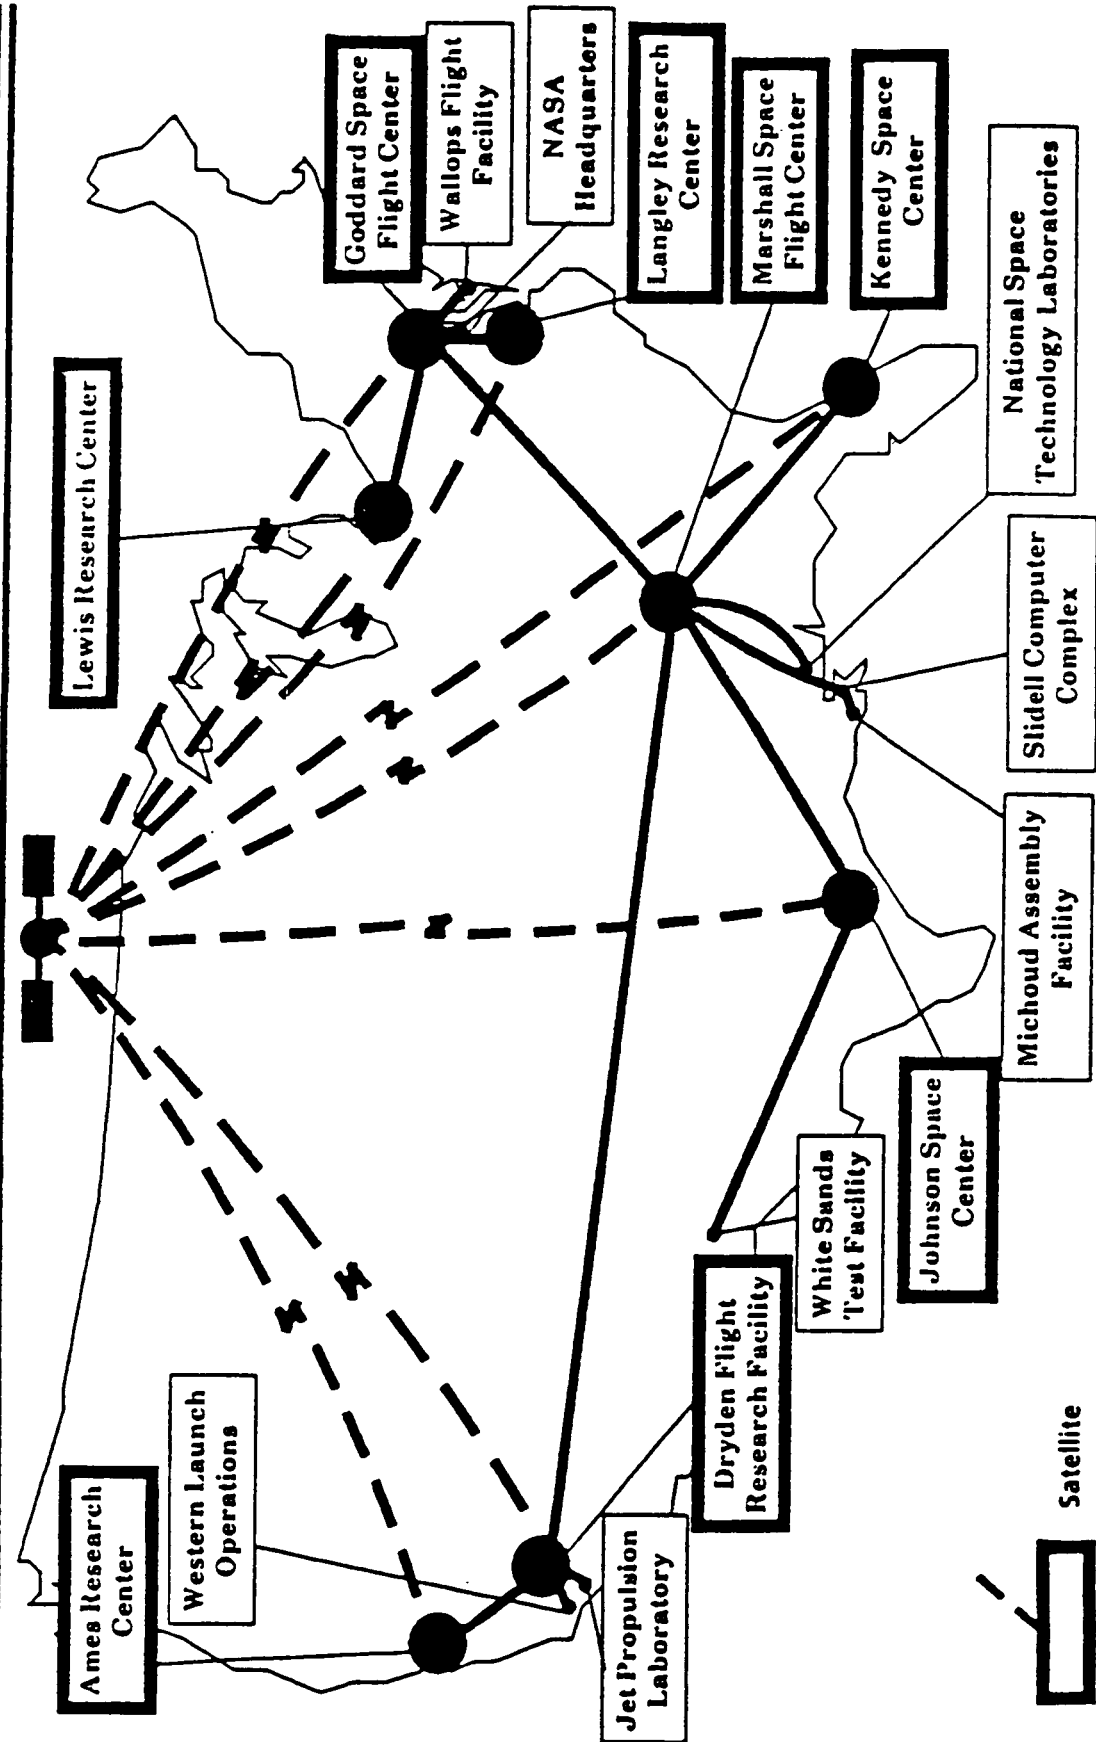 Ames Research
Center
Western Launch
Operations
Lewis Research Center
Goddard Space
Flight Center
Wallops Flight
Facility
NASA
Headquarters
Langley Research
Center
Marshall Space
Flight Center
Kennedy Space
Center
National Space
Technology Laboratories
Slidell Computer
Complex
Michoud Assembly
Facility
Johnson Space
Center
White Sands
Test Facility
Dryden Flight
Research Facility
Jet Propulsion
Laboratory
Satellite